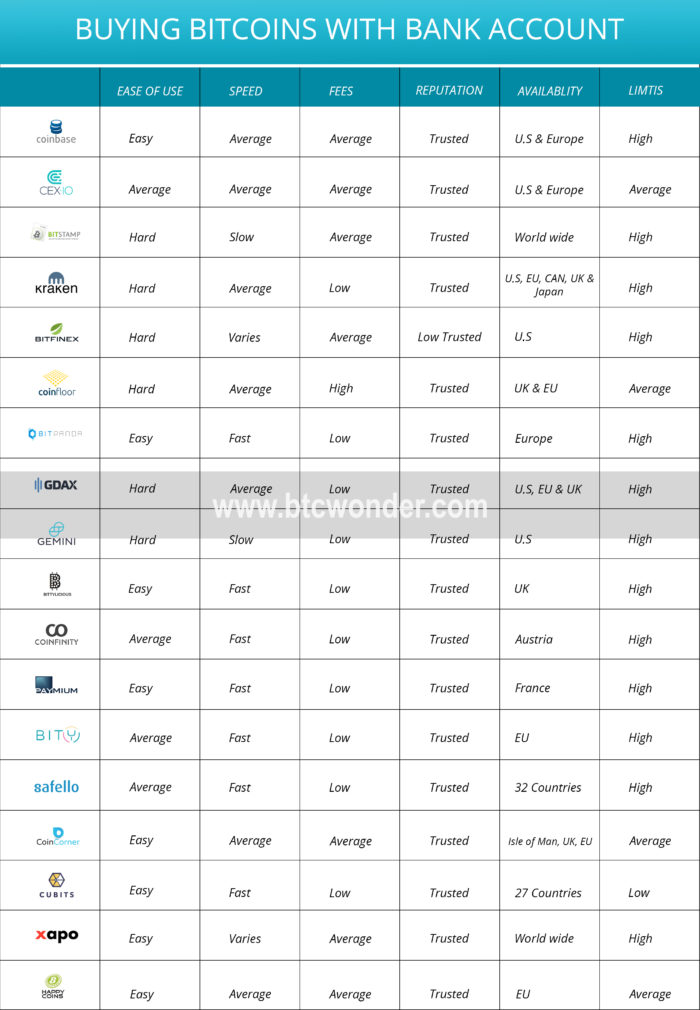 BUYING BITCOINS WITH BANK ACCOUNT
EASE OF USE SPEED FEES REPUTATION AVAILABLITY LIMTIS
coinbase Easy Average Average Trusted U.S & Europe High
CEX.IO Average Average Average Trusted U.S & Europe Average
BITSTAMP Hard Slow Average Trusted World wide High
kraken Hard Average Low Trusted U.S, EU, CAN, UK &
Japan High
BITFINEX Hard Varies Average Low Trusted U.S High
coinfloor Hard Average High Trusted UK & EU Average
BITPANDA Easy Fast Low Trusted Europe High
GDAX Hard Average Low Trusted U.S, EU & UK High
www.btcwonder.com
GEMINI Hard Slow Low Trusted U.S High
BITTYLICIOUS Easy Fast Low Trusted UK High
COINFINITY Average Fast Low Trusted Austria High
PAYMIUM Easy Fast Low Trusted France High
BITY Average Fast Low Trusted EU High
safello Average Fast Low Trusted 32 Countries High
CoinCorner Easy Average Average Trusted Isle of Man, UK, EU Average
CUBITS Easy Fast Low Trusted 27 Countries Low
xapo Easy Varies Average Trusted World wide High
HAPPY
COINS Easy Average Average Trusted EU Average